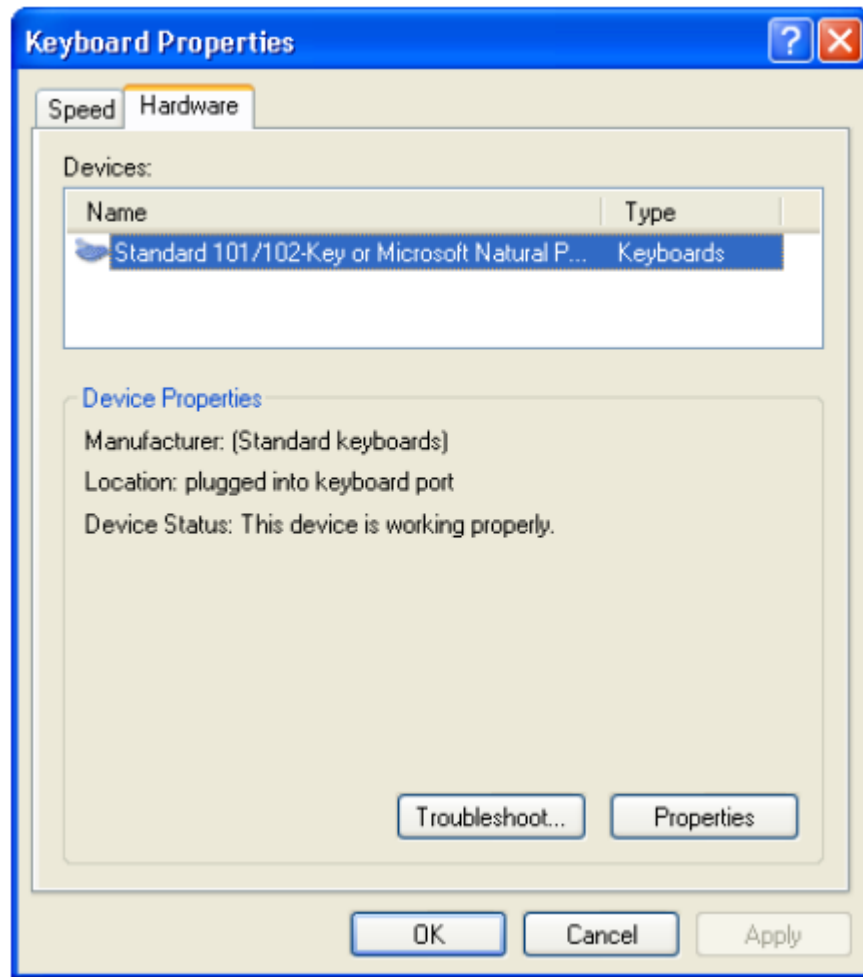 Keyboard Properties
Speed Hardware
Devices:
Name Type
Standard 101/102-Key or Microsoft Natural P... Keyboards
Device Properties
Manufacturer: (Standard keyboards)
Location: plugged into keyboard port
Device Status: This device is working properly.
Troubleshoot... Properties
OK Cancel Apply